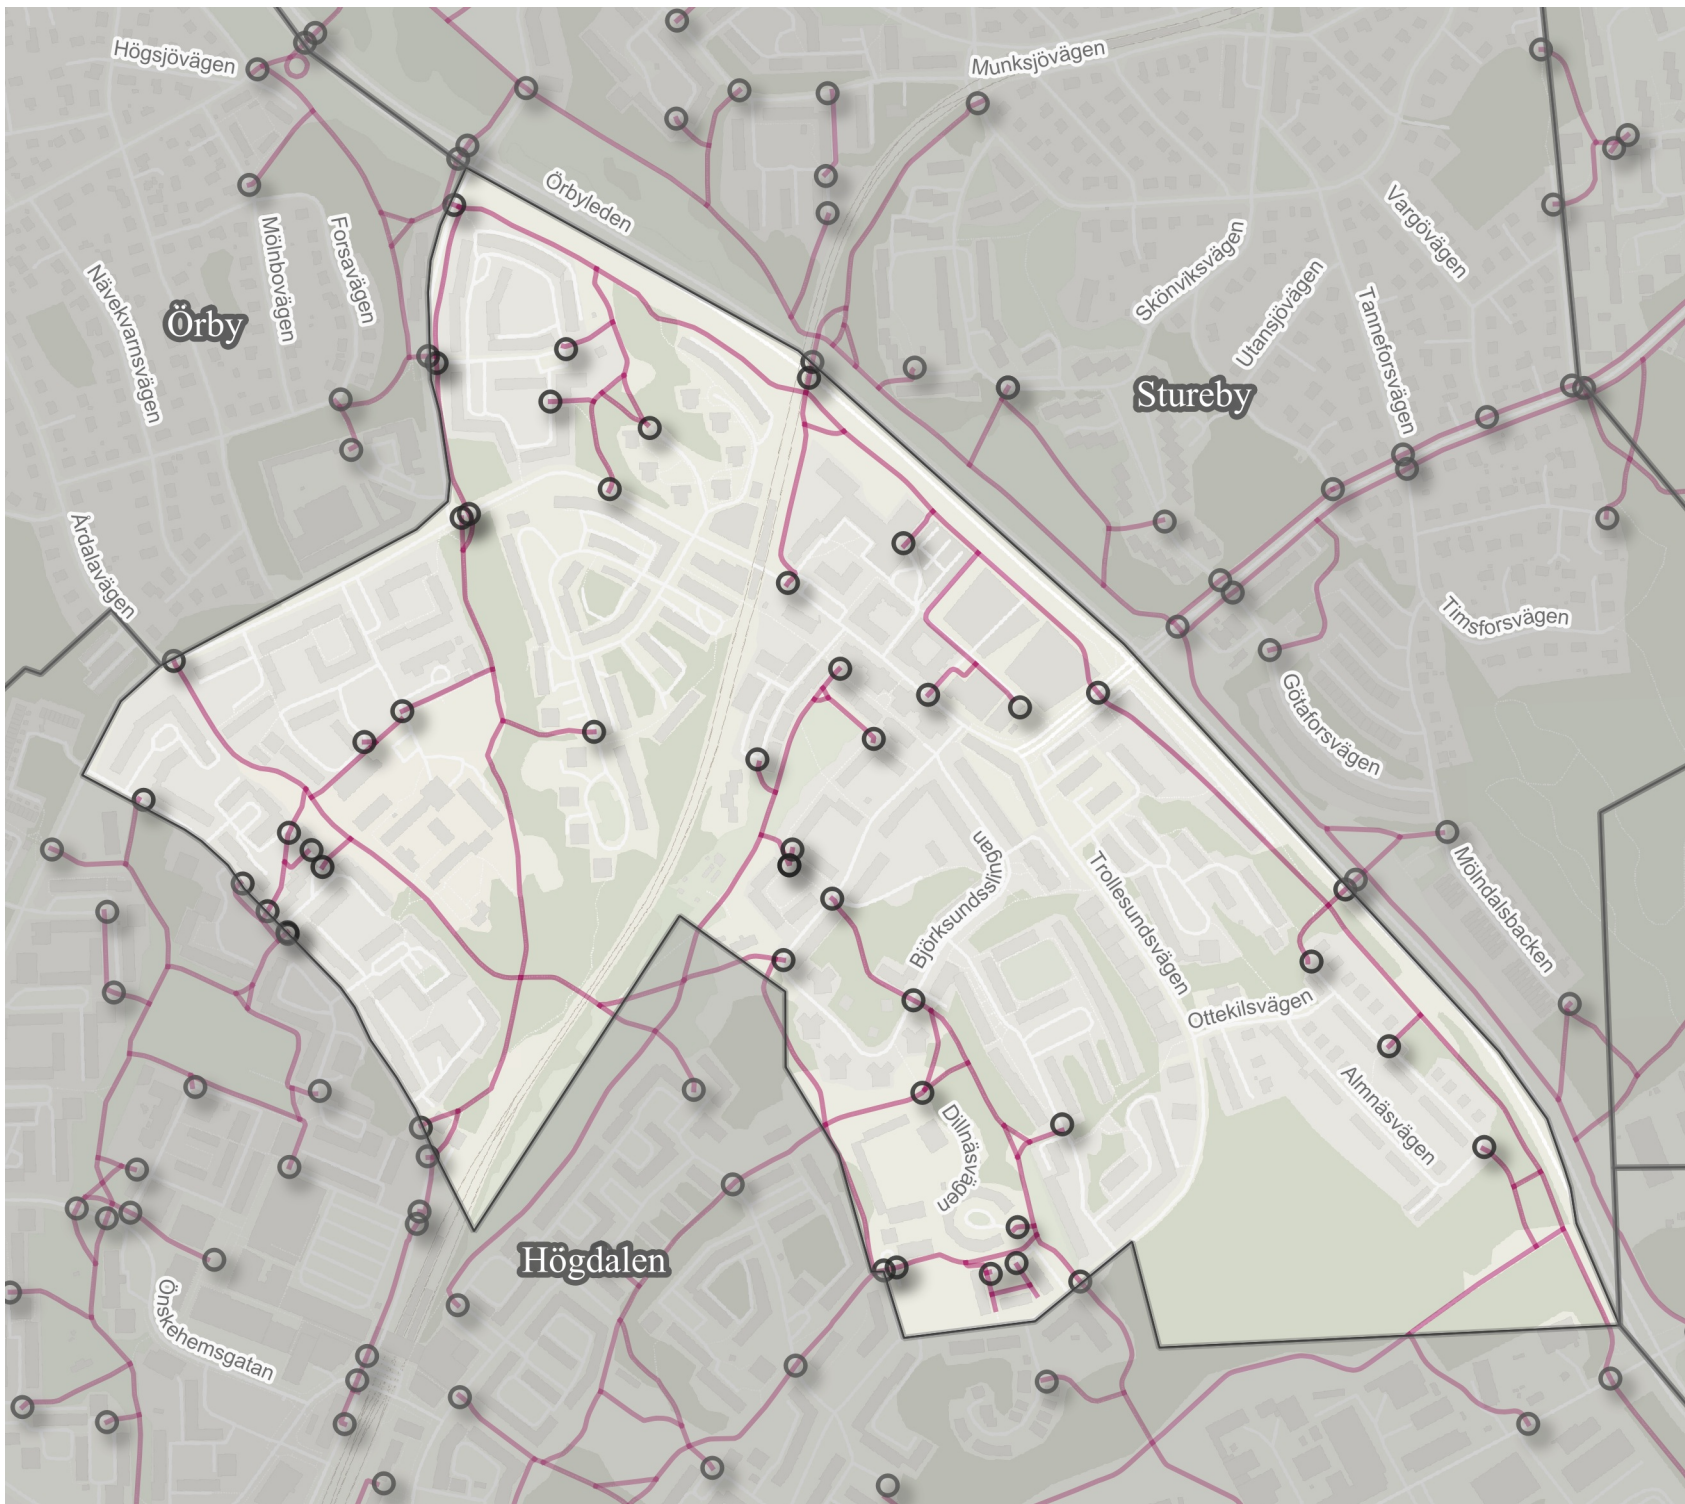 Högsjövägen
Munksjövägen
Örbyleden
Vargövägen
Mölnbovägen
Forsavägen
Skönviksvägen
Nävekvarnsvägen
Utansjövägen
Tanneforsvägen
Örby
Stureby
Årdalavägen
Timsforsvägen
Götaforsvägen
Björksundsslingan
Trollesundsvägen
Mölndalsbacken
Ottekilsvägen
Almnäsvägen
Dillnäsvägen
Högdalen
Önskehemsgatan